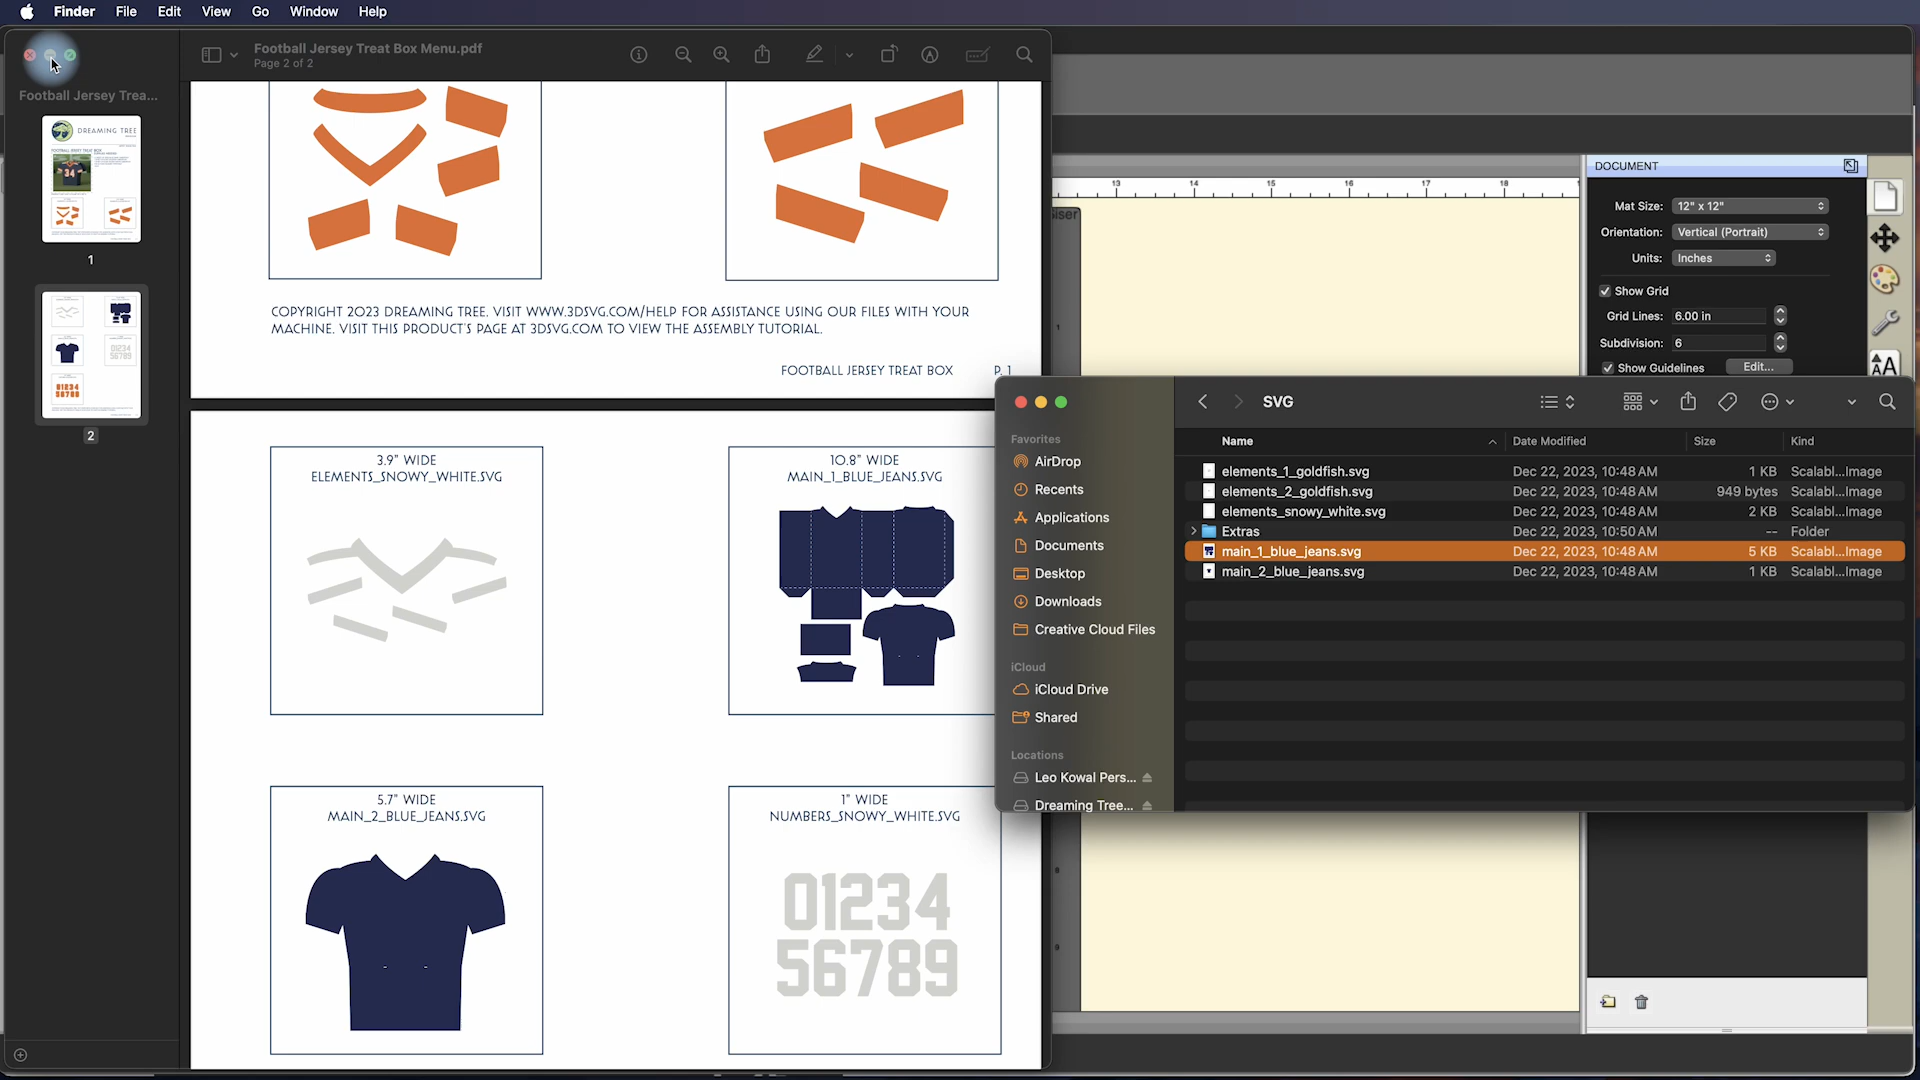 Finder File Edit View Go Window Help
Football Jersey Treat Box Menu.pdf
Page 2 of 2
Football Jersey Trea...
DREAMING TREE
FOOTBALL JERSEY TREAT BOX
34
1
2
COPYRIGHT 2023 DREAMING TREE. VISIT WWW.3DSVG.COM/HELP FOR ASSISTANCE USING OUR FILES WITH YOUR
MACHINE. VISIT THIS PRODUCT'S PAGE AT 3DSVG.COM TO VIEW THE ASSEMBLY TUTORIAL.
FOOTBALL JERSEY TREAT BOX P. 1
3.9" WIDE
ELEMENTS_SNOWY_WHITE.SVG
10.8" WIDE
MAIN_1_BLUE_JEANS.SVG
5.7" WIDE
MAIN_2_BLUE_JEANS.SVG
1" WIDE
NUMBERS_SNOWY_WHITE.SVG
01234
56789
13 14 15 16 17 18
Siser
DOCUMENT
Mat Size: 12" x 12"
Orientation: Vertical (Portrait)
Units: Inches
Show Grid
Grid Lines: 6.00 in
Subdivision: 6
Show Guidelines Edit...
AA
SVG
Favorites
AirDrop
Recents
Applications
Documents
Desktop
Downloads
Creative Cloud Files
iCloud
iCloud Drive
Shared
Locations
Leo Kowal Pers...
Dreaming Tree...
Name Date Modified Size Kind
elements_1_goldfish.svg Dec 22, 2023, 10:48 AM 1 KB Scalabl...Image
elements_2_goldfish.svg Dec 22, 2023, 10:48 AM 949 bytes Scalabl...Image
elements_snowy_white.svg Dec 22, 2023, 10:48 AM 2 KB Scalabl...Image
Extras Dec 22, 2023, 10:50 AM -- Folder
main_1_blue_jeans.svg Dec 22, 2023, 10:48 AM 5 KB Scalabl...Image
main_2_blue_jeans.svg Dec 22, 2023, 10:48 AM 1 KB Scalabl...Image